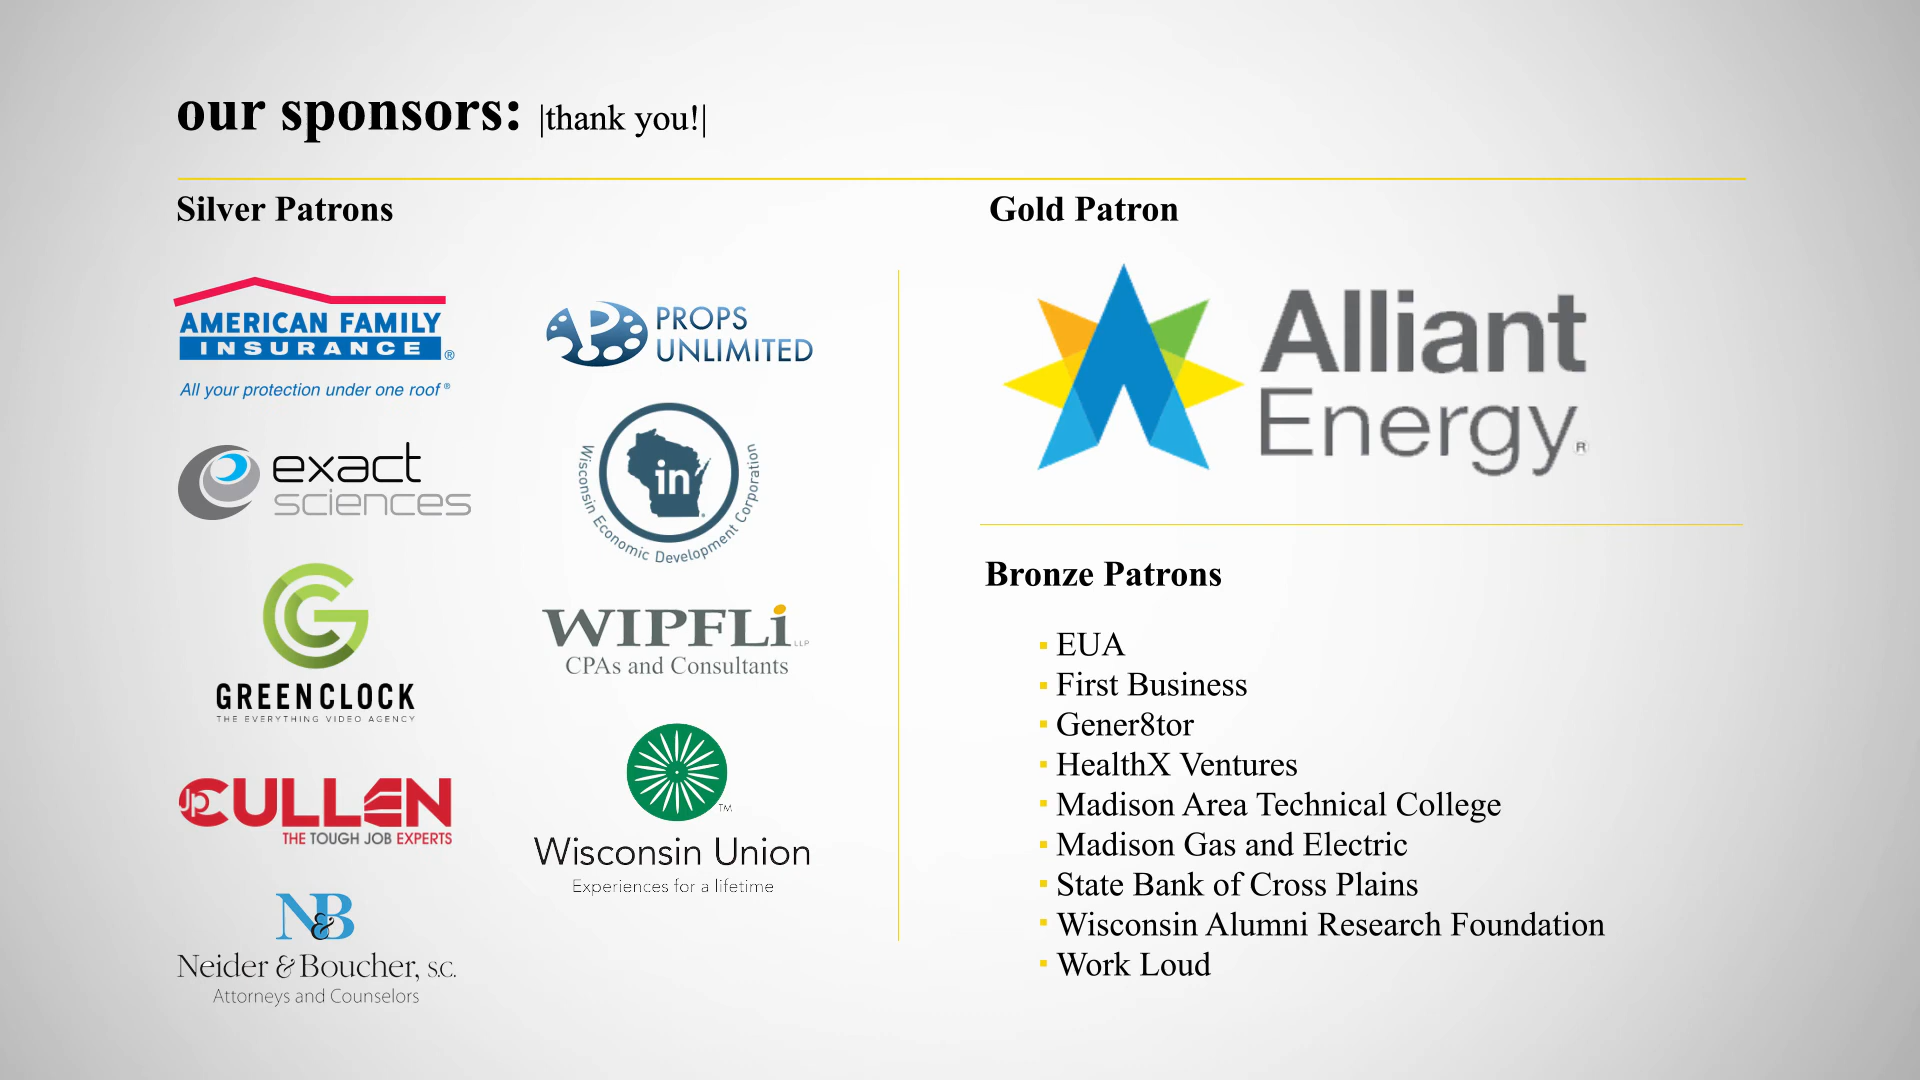 our sponsors: |thank you!|
Silver Patrons
AMERICAN FAMILY
INSURANCE ®
All your protection under one roof ®
exact
sciences
GREENCLOCK
THE EVERYTHING VIDEO AGENCY
JP CULLEN
THE TOUGH JOB EXPERTS
N&B
Neider & Boucher, S.C.
Attorneys and Counselors
P PROPS
UNLIMITED
in
Wisconsin Economic Development Corporation
WIPFLi LLP
CPAs and Consultants
TM
Wisconsin Union
Experiences for a lifetime
Gold Patron
Alliant
Energy®
Bronze Patrons
▪ EUA
▪ First Business
▪ Gener8tor
▪ HealthX Ventures
▪ Madison Area Technical College
▪ Madison Gas and Electric
▪ State Bank of Cross Plains
▪ Wisconsin Alumni Research Foundation
▪ Work Loud